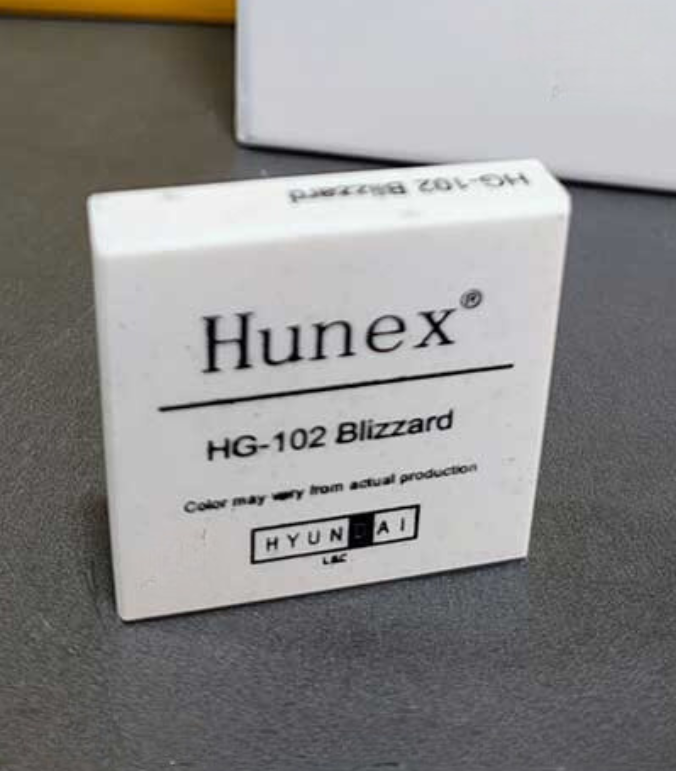 HG-102 Blizzard
Hunex®
HG-102 Blizzard
Color may vary from actual production
HYUNDAI
L&C